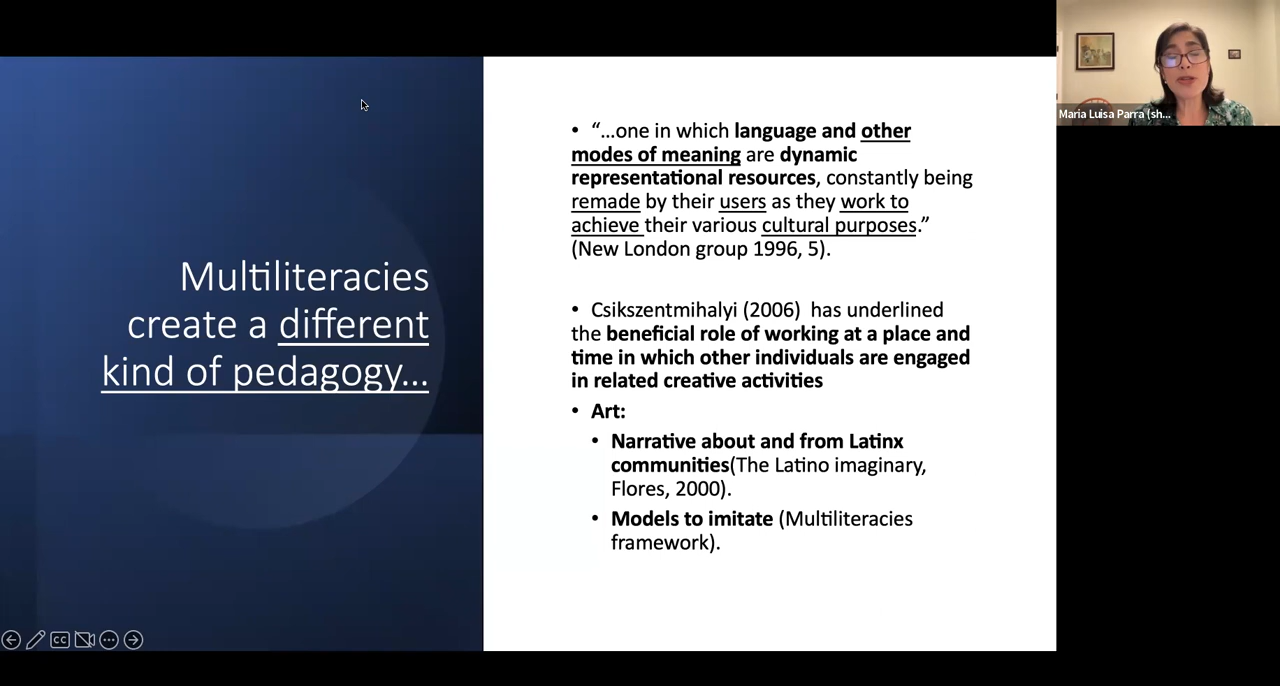 Multiliteracies
create a different
kind of pedagogy...
• “...one in which language and other
modes of meaning are dynamic
representational resources, constantly being
remade by their users as they work to
achieve their various cultural purposes.”
(New London group 1996, 5).
• Csikszentmihalyi (2006) has underlined
the beneficial role of working at a place and
time in which other individuals are engaged
in related creative activities
• Art:
• Narrative about and from Latinx
communities(The Latino imaginary,
Flores, 2000).
• Models to imitate (Multiliteracies
framework).
Maria Luisa Parra (sh...
CC